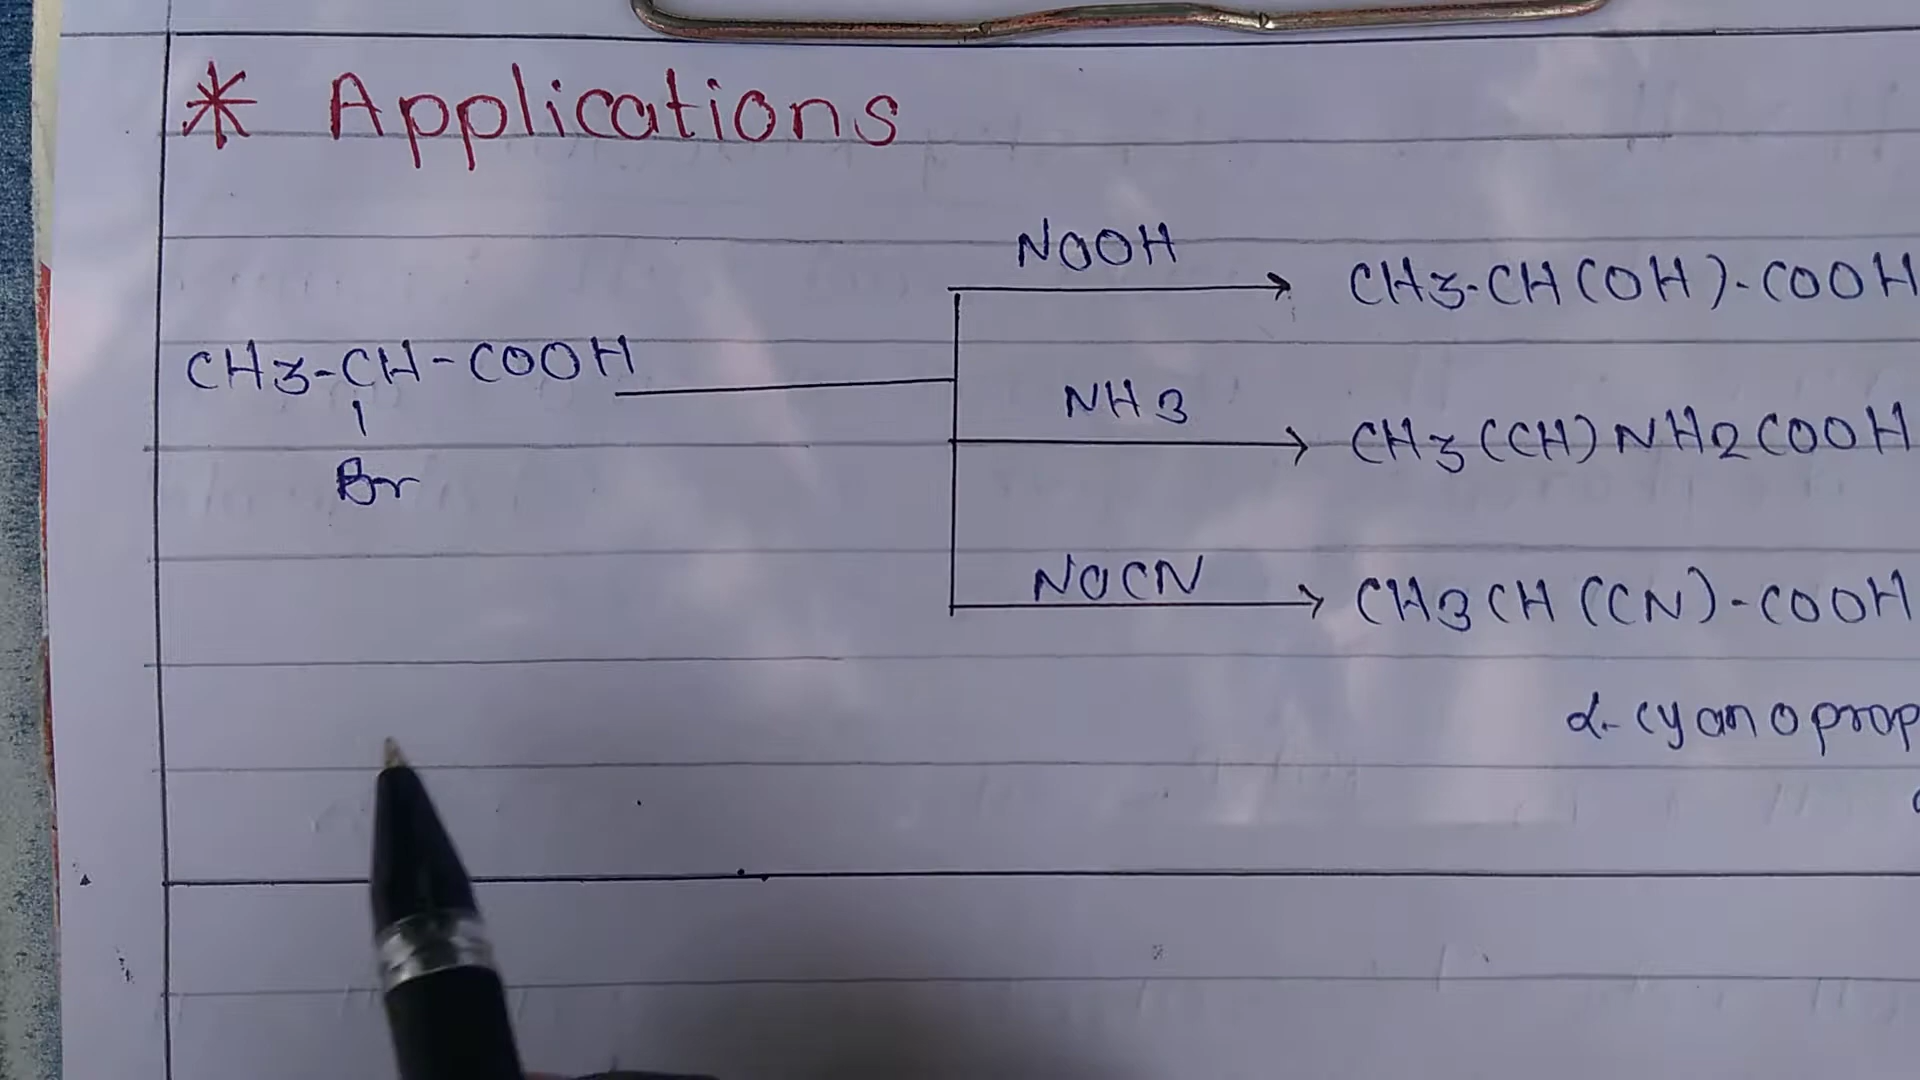 * Applications
NaOH
CH3-CH(OH)-COOH
CH3-CH-COOH
Br
NH3
CH3(CH)NH2COOH
NaCN
CH3CH(CN)-COOH
α-cyanoprop